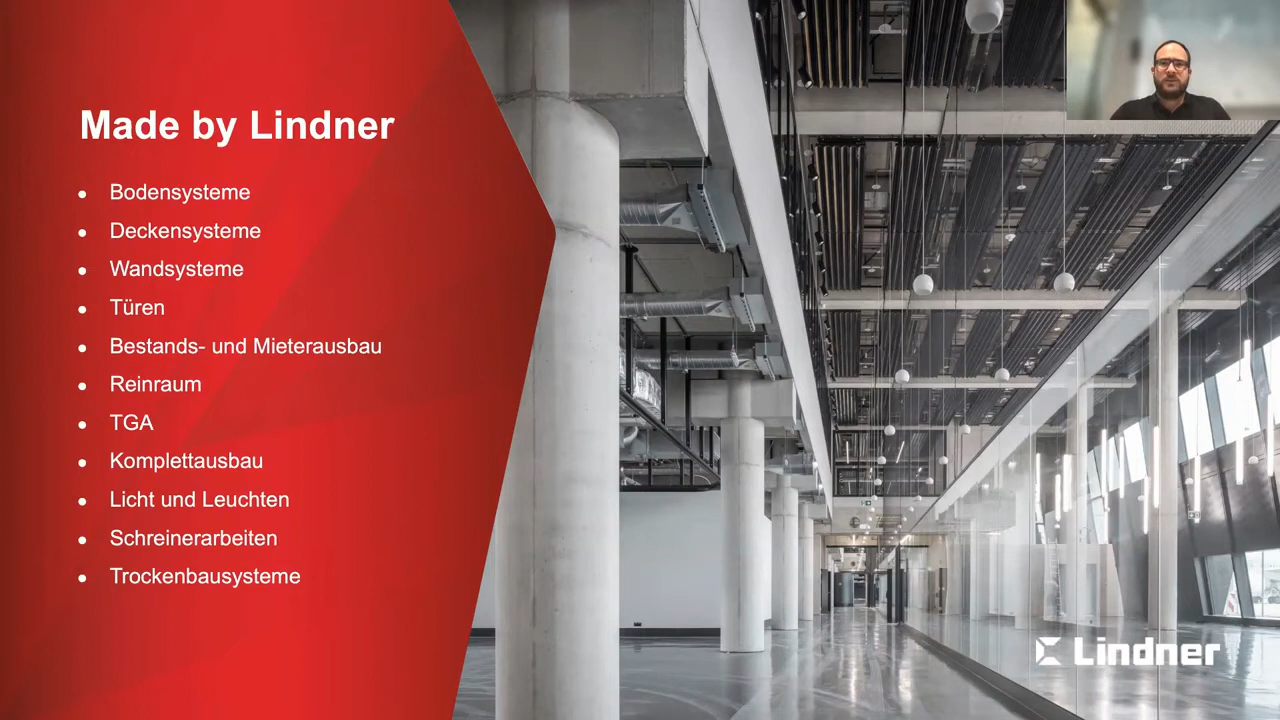 Made by Lindner
• Bodensysteme
• Deckensysteme
• Wandsysteme
• Türen
• Bestands- und Mieterausbau
• Reinraum
• TGA
• Komplettausbau
• Licht und Leuchten
• Schreinerarbeiten
• Trockenbausysteme
Lindner